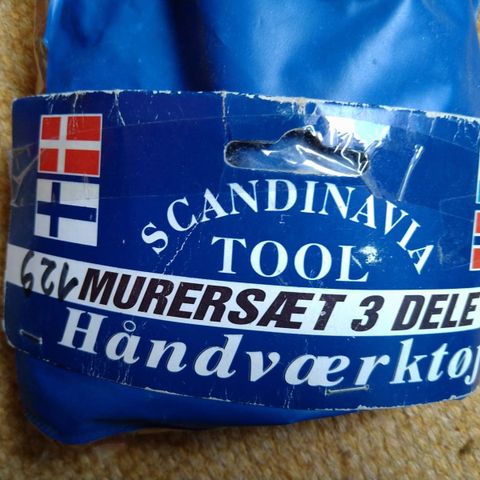 SCANDINAVIA
TOOL
129 MURERSÆT 3 DELE
Håndværktøj